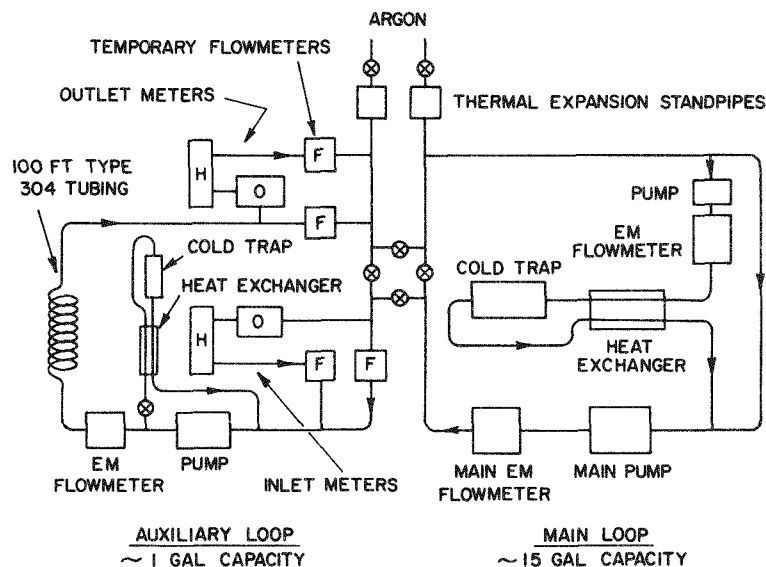 ARGON
TEMPORARY FLOWMETERS
OUTLET METERS
THERMAL EXPANSION STANDPIPES
100 FT TYPE
304 TUBING
F
H
O
F
PUMP
EM
FLOWMETER
COLD TRAP
HEAT EXCHANGER
COLD TRAP
HEAT
EXCHANGER
H
O
F
F
EM
FLOWMETER
PUMP
INLET METERS
MAIN EM
FLOWMETER
MAIN PUMP
AUXILIARY LOOP
~ 1 GAL CAPACITY
MAIN LOOP
~ 15 GAL CAPACITY